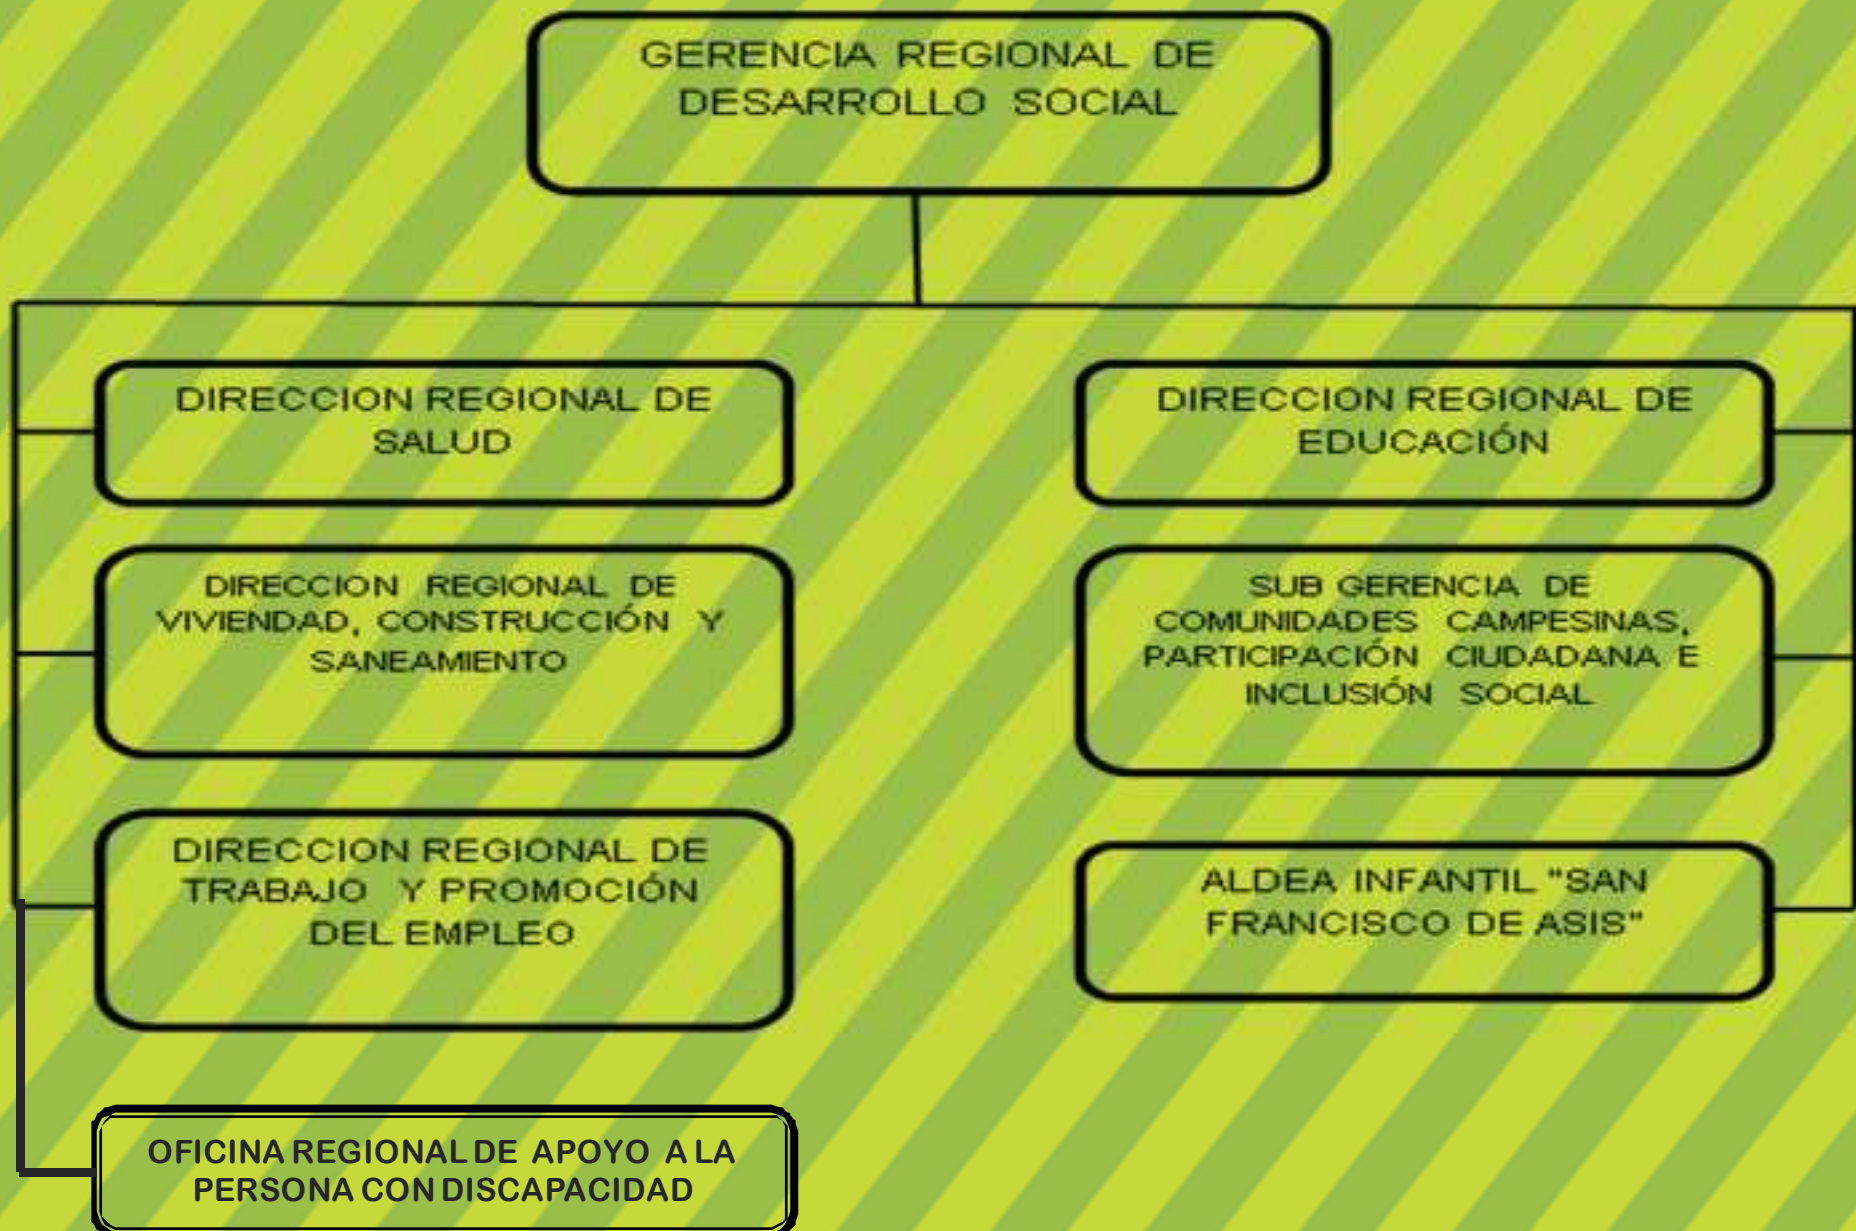 GERENCIA REGIONAL DE
DESARROLLO SOCIAL
DIRECCION REGIONAL DE
SALUD
DIRECCION REGIONAL DE
EDUCACIÓN
DIRECCION REGIONAL DE
VIVIENDAD, CONSTRUCCIÓN Y
SANEAMIENTO
SUB GERENCIA DE
COMUNIDADES CAMPESINAS,
PARTICIPACIÓN CIUDADANA E
INCLUSIÓN SOCIAL
DIRECCION REGIONAL DE
TRABAJO Y PROMOCIÓN
DEL EMPLEO
ALDEA INFANTIL "SAN
FRANCISCO DE ASIS"
OFICINA REGIONAL DE APOYO A LA
PERSONA CON DISCAPACIDAD